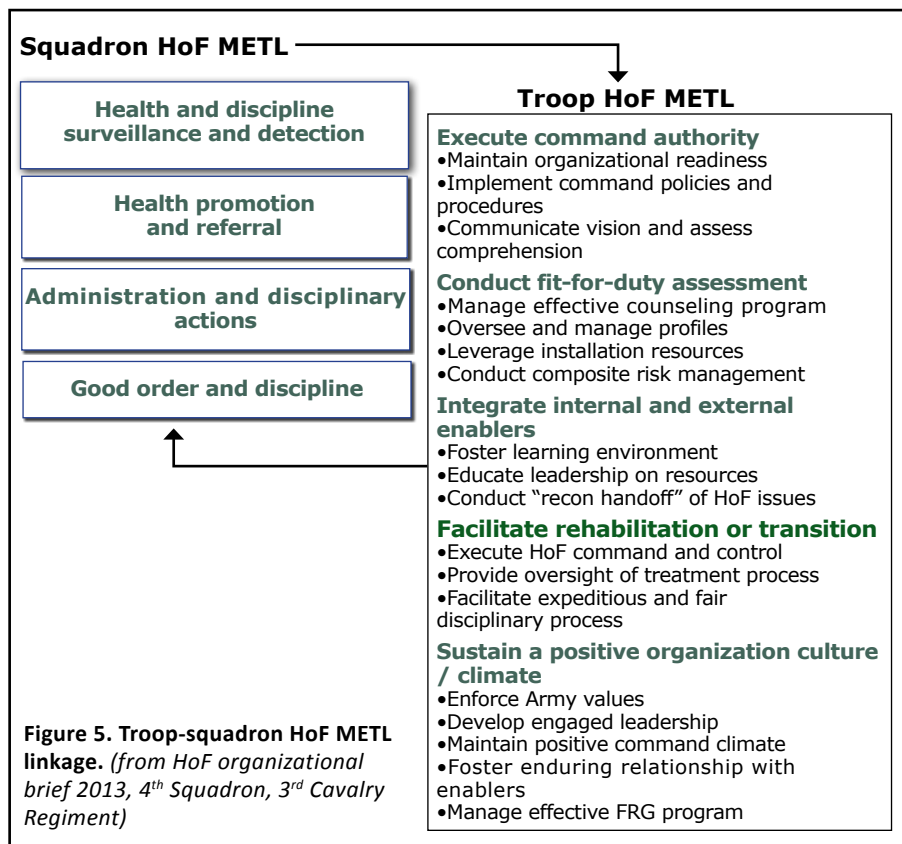 Squadron HoF METL
Health and discipline
surveillance and detection
Health promotion
and referral
Administration and disciplinary
actions
Good order and discipline
Troop HoF METL
Execute command authority
•Maintain organizational readiness
•Implement command policies and
procedures
•Communicate vision and assess
comprehension
Conduct fit-for-duty assessment
•Manage effective counseling program
•Oversee and manage profiles
•Leverage installation resources
•Conduct composite risk management
Integrate internal and external
enablers
•Foster learning environment
•Educate leadership on resources
•Conduct “recon handoff” of HoF issues
Facilitate rehabilitation or transition
•Execute HoF command and control
•Provide oversight of treatment process
•Facilitate expeditious and fair
disciplinary process
Sustain a positive organization culture
/ climate
•Enforce Army values
•Develop engaged leadership
•Maintain positive command climate
•Foster enduring relationship with
enablers
•Manage effective FRG program
Figure 5. Troop-squadron HoF METL
linkage. (from HoF organizational
brief 2013, 4th Squadron, 3rd Cavalry
Regiment)